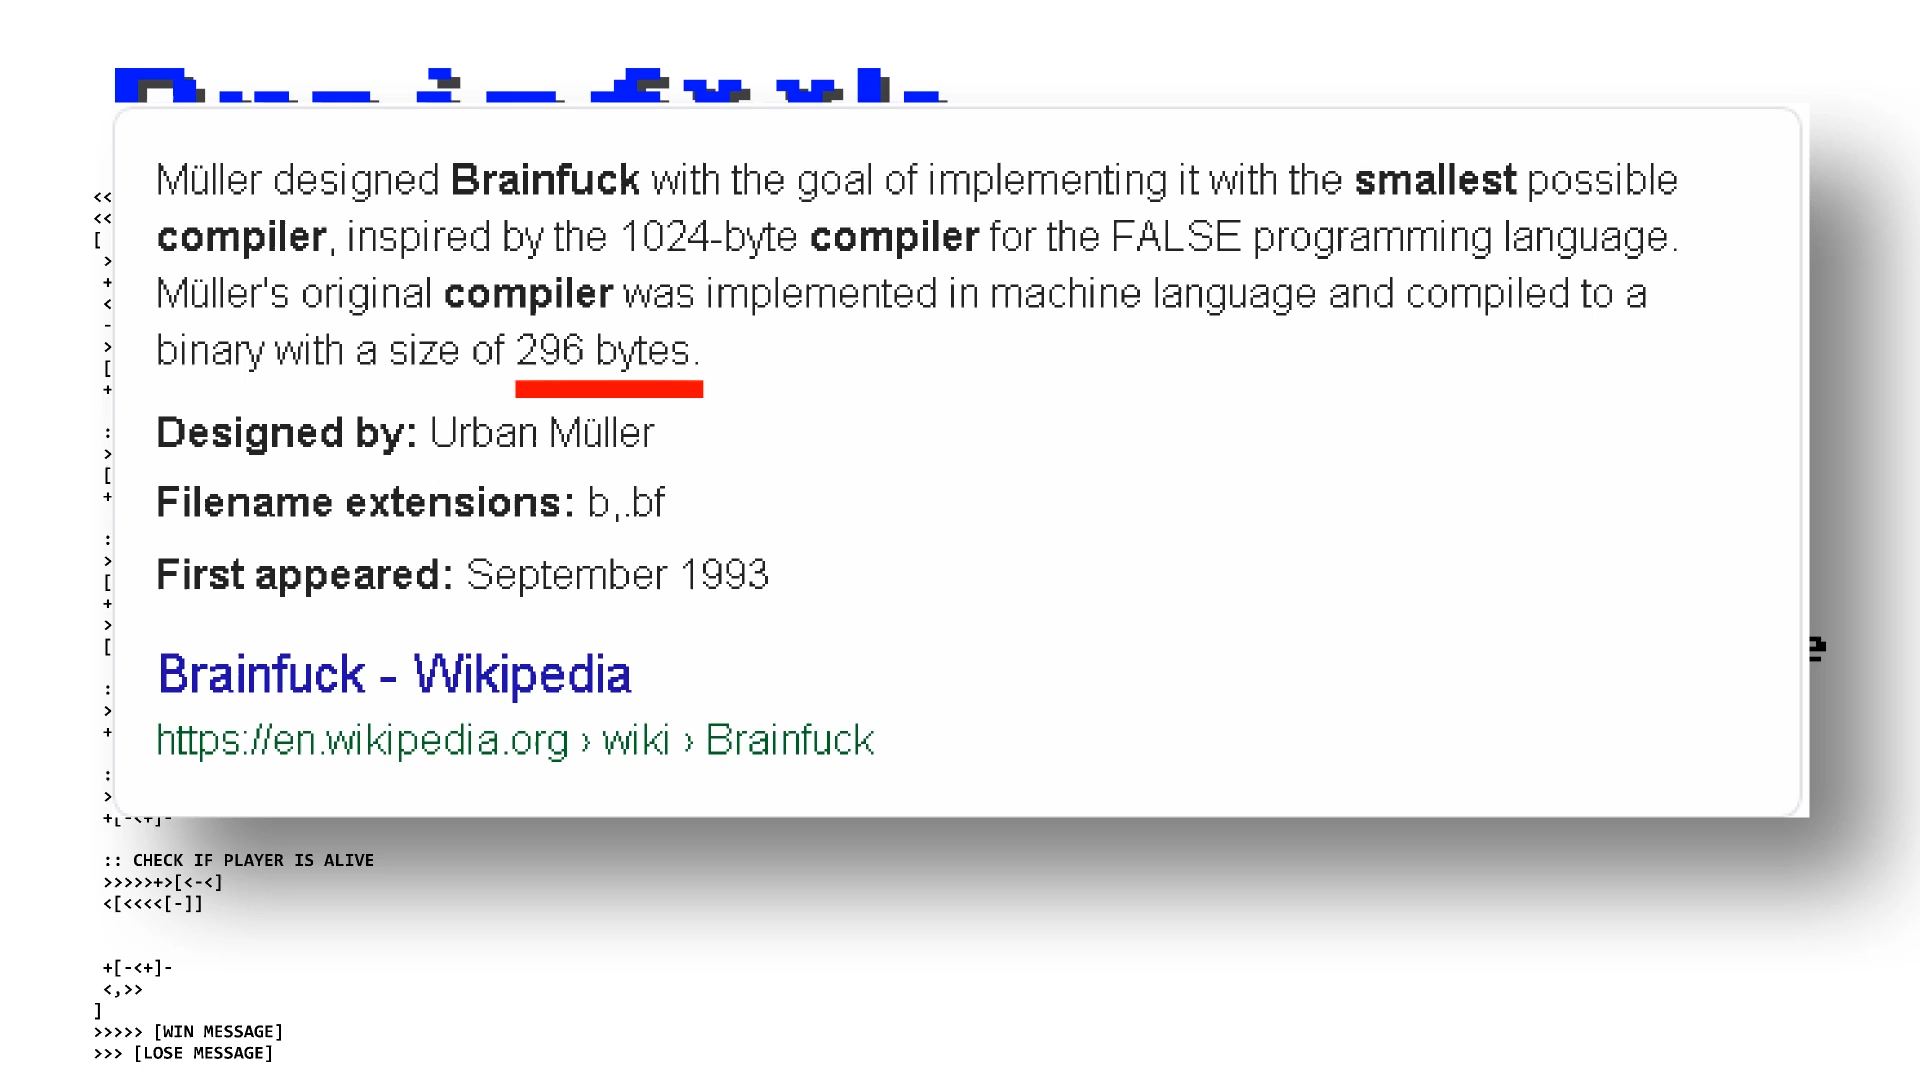 Müller designed Brainfuck with the goal of implementing it with the smallest possible
compiler, inspired by the 1024-byte compiler for the FALSE programming language.
Müller's original compiler was implemented in machine language and compiled to a
binary with a size of 296 bytes.
Designed by: Urban Müller
Filename extensions: b,.bf
First appeared: September 1993
Brainfuck - Wikipedia
https://en.wikipedia.org › wiki › Brainfuck
<<
<<
[
>
+
<
-
>
[
+
:
>
[
+
:
>
[
+
>
[
:
>
+
:
>
+[-<+]-
:: CHECK IF PLAYER IS ALIVE
>>>>>+>[<-<]
<[<<<<[-]]
+[-<+]-
<,>>
]
>>>>> [WIN MESSAGE]
>>> [LOSE MESSAGE]